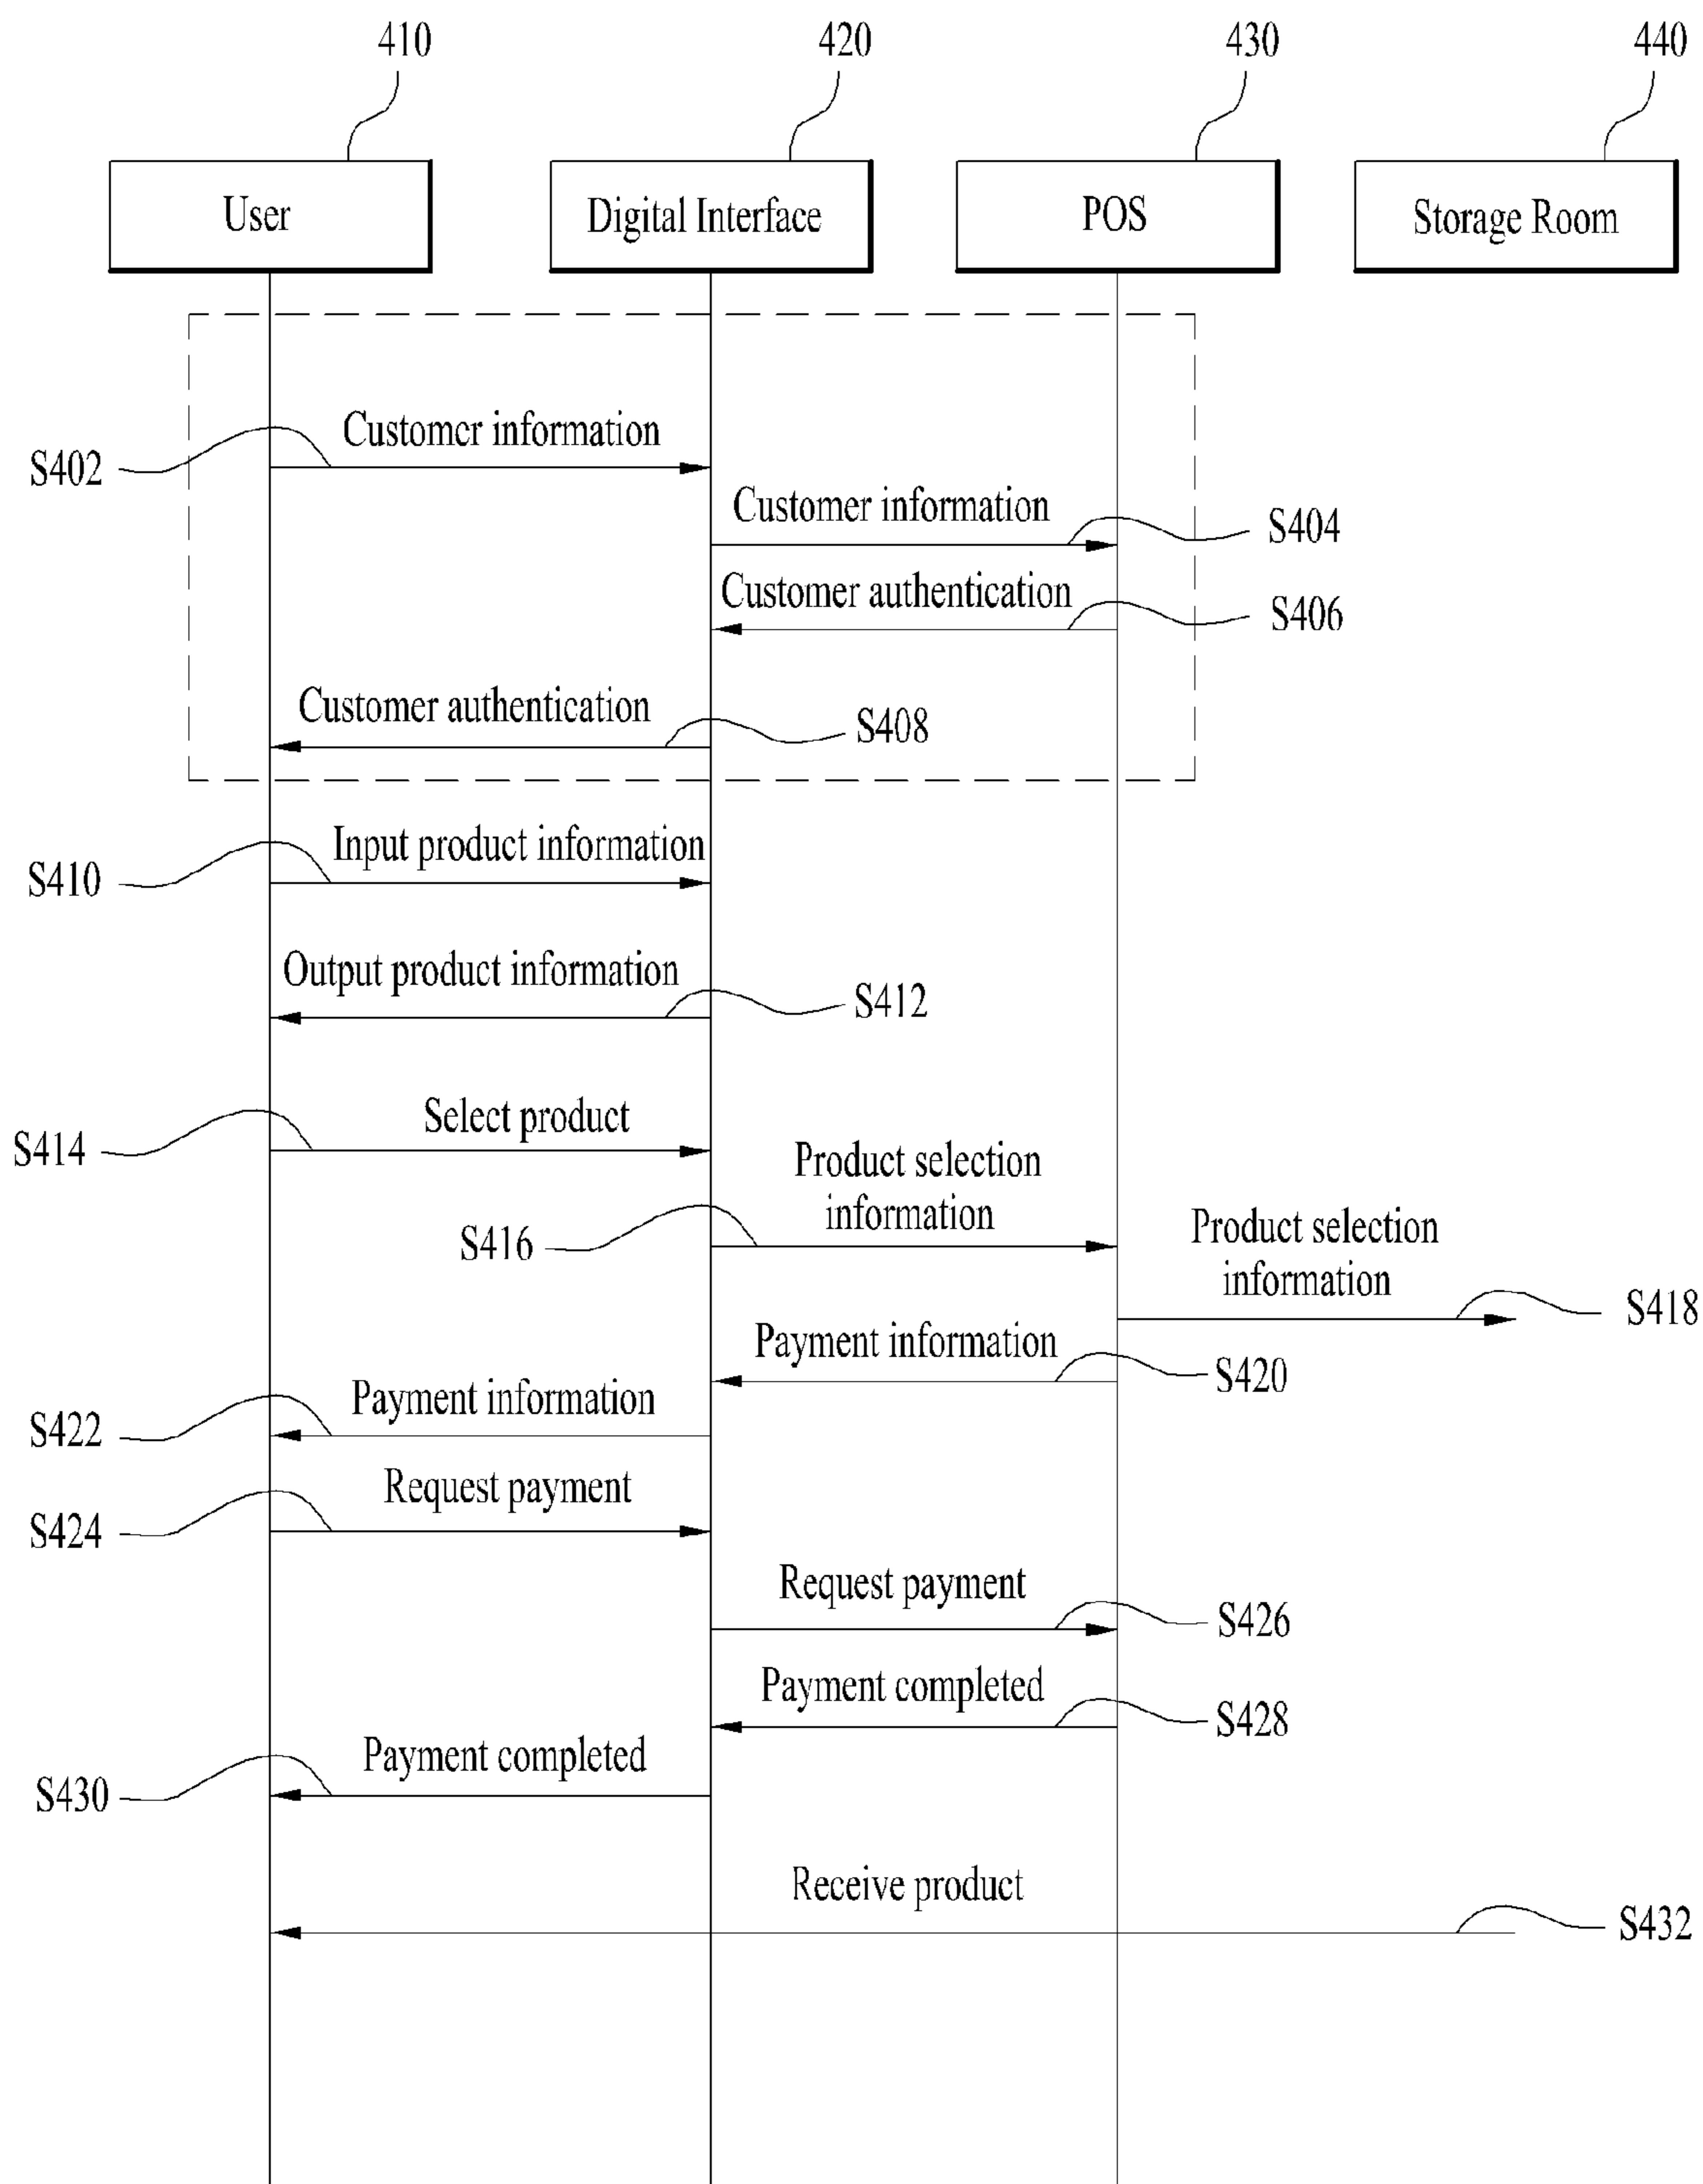 410
420
430
440
User
Digital Interface
POS
Storage Room
Customer information
S402
Customer information
S404
Customer authentication
S406
Customer authentication
S408
Input product information
S410
Output product information
S412
Select product
S414
Product selection
information
S416
Product selection
information
S418
Payment information
S420
Payment information
S422
Request payment
S424
Request payment
S426
Payment completed
S428
Payment completed
S430
Receive product
S432